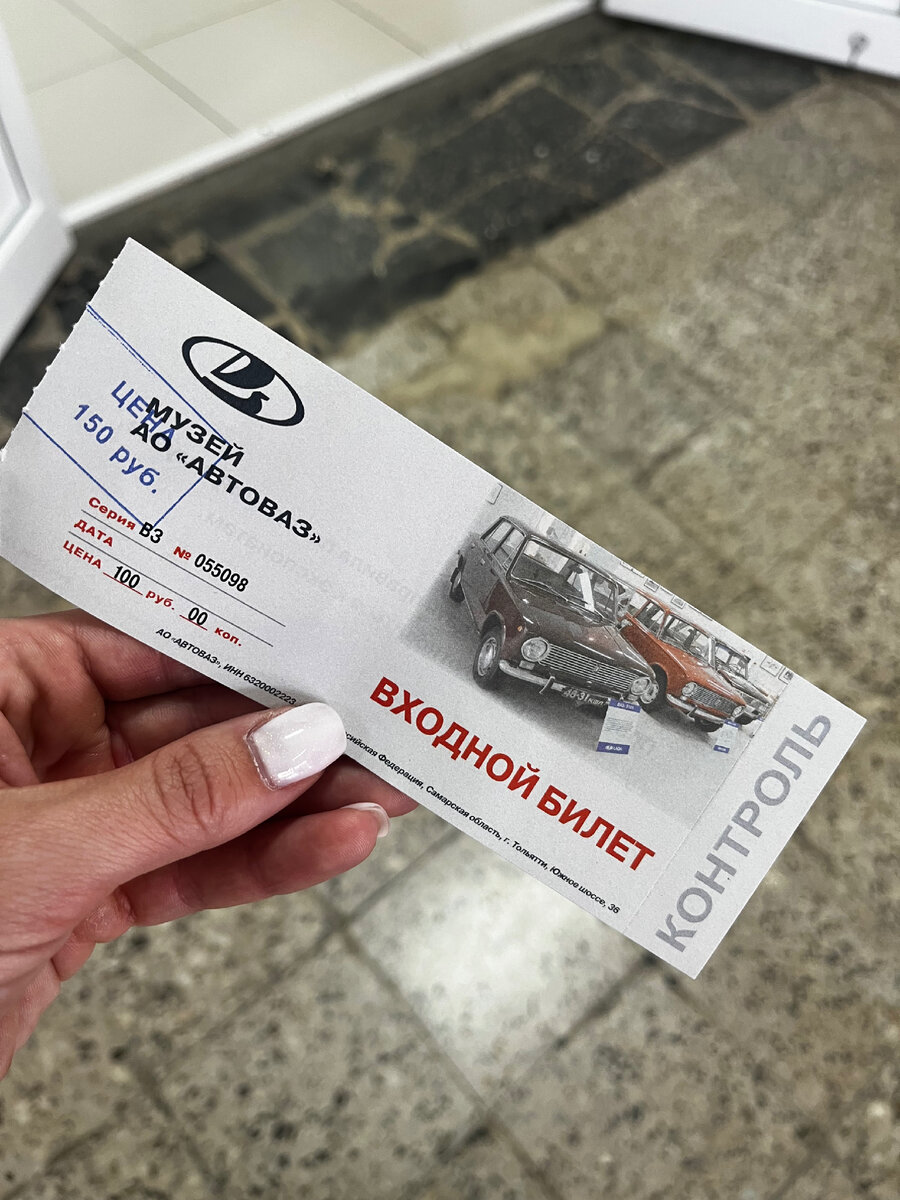 ЦЕНА
150 руб.
МУЗЕЙ
АО «АВТОВАЗ»
Серия ВЗ № 055098
ДАТА
ЦЕНА 100 руб. 00 коп.
АО «АВТОВАЗ», ИНН 6320002223
Федерация, Самарская область, г. Тольятти, Южное шоссе, 36
ВХОДНОЙ БИЛЕТ
КОНТРОЛЬ